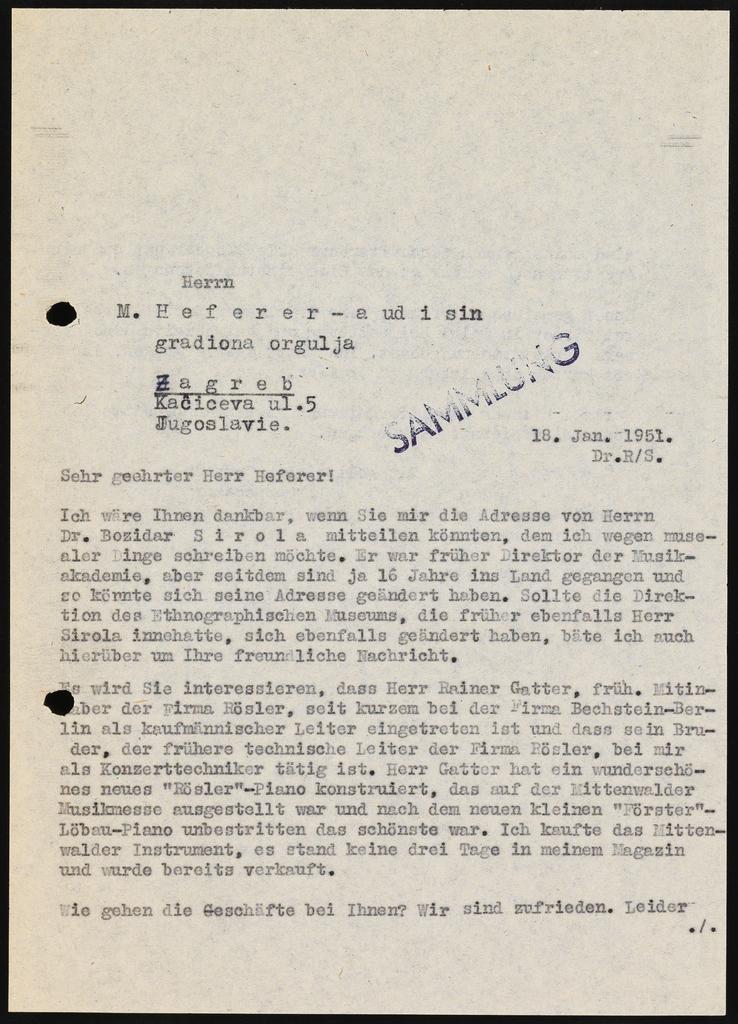 Herrn
M. H e f e r e r - a ud i sin
gradiona orgulja
Z a g r e b
Kačiceva ul.5
Jugoslavie.
SAMMLUNG
18. Jan. 1951.
Dr.R/S.
Sehr geehrter Herr Heferer!
Ich wäre Ihnen dankbar, wenn Sie mir die Adresse von Herrn
Dr. Bozidar S i r o l a mitteilen könnten, dem ich wegen muse-
aler Dinge schreiben möchte. Er war früher Direktor der Musik-
akademie, aber seitdem sind ja 16 Jahre ins Land gegangen und
so könnte sich seine Adresse geändert haben. Sollte die Direk-
tion des Ethnographischen Museums, die früher ebenfalls Herr
Sirola innehatte, sich ebenfalls geändert haben, bäte ich auch
hierüber um Ihre freundliche Nachricht.
Es wird Sie interessieren, dass Herr Rainer Gatter, früh. Mitin-
haber der Firma Rösler, seit kurzem bei der Firma Bechstein-Ber-
lin als kaufmännischer Leiter eingetreten ist und dass sein Bru-
der, der frühere technische Leiter der Firma Rösler, bei mir
als Konzerttechniker tätig ist. Herr Gatter hat ein wunderschö-
nes neues "Rösler"-Piano konstruiert, das auf der Mittenwalder
Musikmesse ausgestellt war und nach dem neuen kleinen "Förster"-
Löbau-Piano unbestritten das schönste war. Ich kaufte das Mitten-
walder Instrument, es stand keine drei Tage in meinem Magazin
und wurde bereits verkauft.
Wie gehen die Geschäfte bei Ihnen? Wir sind zufrieden. Leider
./.